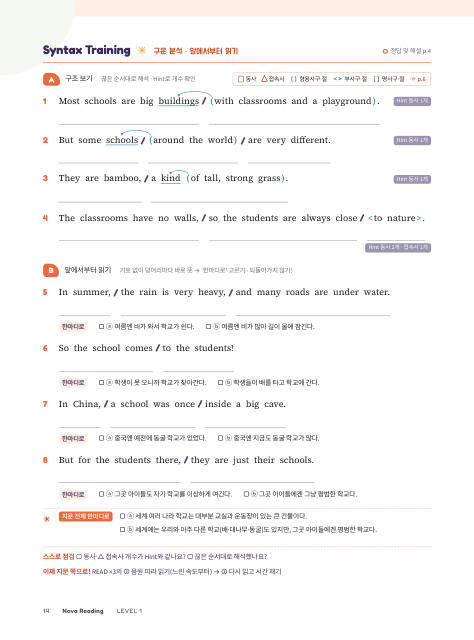 Syntax Training ☀ 구문 분석 · 앞에서부터 읽기
정답 및 해설 p.4
A 구조 보기 끊은 순서대로 해석 · Hint로 개수 확인
□ 동사 △ 접속사 ( ) 형용사구·절 < > 부사구·절 [ ] 명사구·절 ☞ p.6
1 Most schools are big buildings / (with classrooms and a playground). Hint 동사 1개
2 But some schools / (around the world) / are very different. Hint 동사 1개
3 They are bamboo, / a kind (of tall, strong grass). Hint 동사 1개
4 The classrooms have no walls, / so the students are always close / <to nature>.
Hint 동사 2개 · 접속사 1개
B 앞에서부터 읽기 기호 없이 덩어리마다 바로 뜻 → '한마디로' 고르기 · 되돌아가지 않기!
5 In summer, / the rain is very heavy, / and many roads are under water.
한마디로 □ ⓐ 여름엔 비가 와서 학교가 쉰다. □ ⓑ 여름엔 비가 많아 길이 물에 잠긴다.
6 So the school comes / to the students!
한마디로 □ ⓐ 학생이 못 오니까 학교가 찾아간다. □ ⓑ 학생들이 배를 타고 학교에 간다.
7 In China, / a school was once / inside a big cave.
한마디로 □ ⓐ 중국엔 예전에 동굴 학교가 있었다. □ ⓑ 중국엔 지금도 동굴 학교가 많다.
8 But for the students there, / they are just their schools.
한마디로 □ ⓐ 그곳 아이들도 자기 학교를 이상하게 여긴다. □ ⓑ 그곳 아이들에겐 그냥 평범한 학교다.
지문 전체 한마디로 □ ⓐ 세계 여러 나라 학교는 대부분 교실과 운동장이 있는 큰 건물이다.
□ ⓑ 세계에는 우리와 아주 다른 학교(배·대나무·동굴)도 있지만, 그곳 아이들에겐 평범한 학교다.
스스로 점검 □ 동사·△ 접속사 개수가 Hint와 같나요? □ 끊은 순서대로 해석했나요?
이제 지문 쪽으로! READ ×3의 ② 음원 따라 읽기(느린 속도부터) → ③ 다시 읽고 시간 재기
14 Nova Reading LEVEL 1